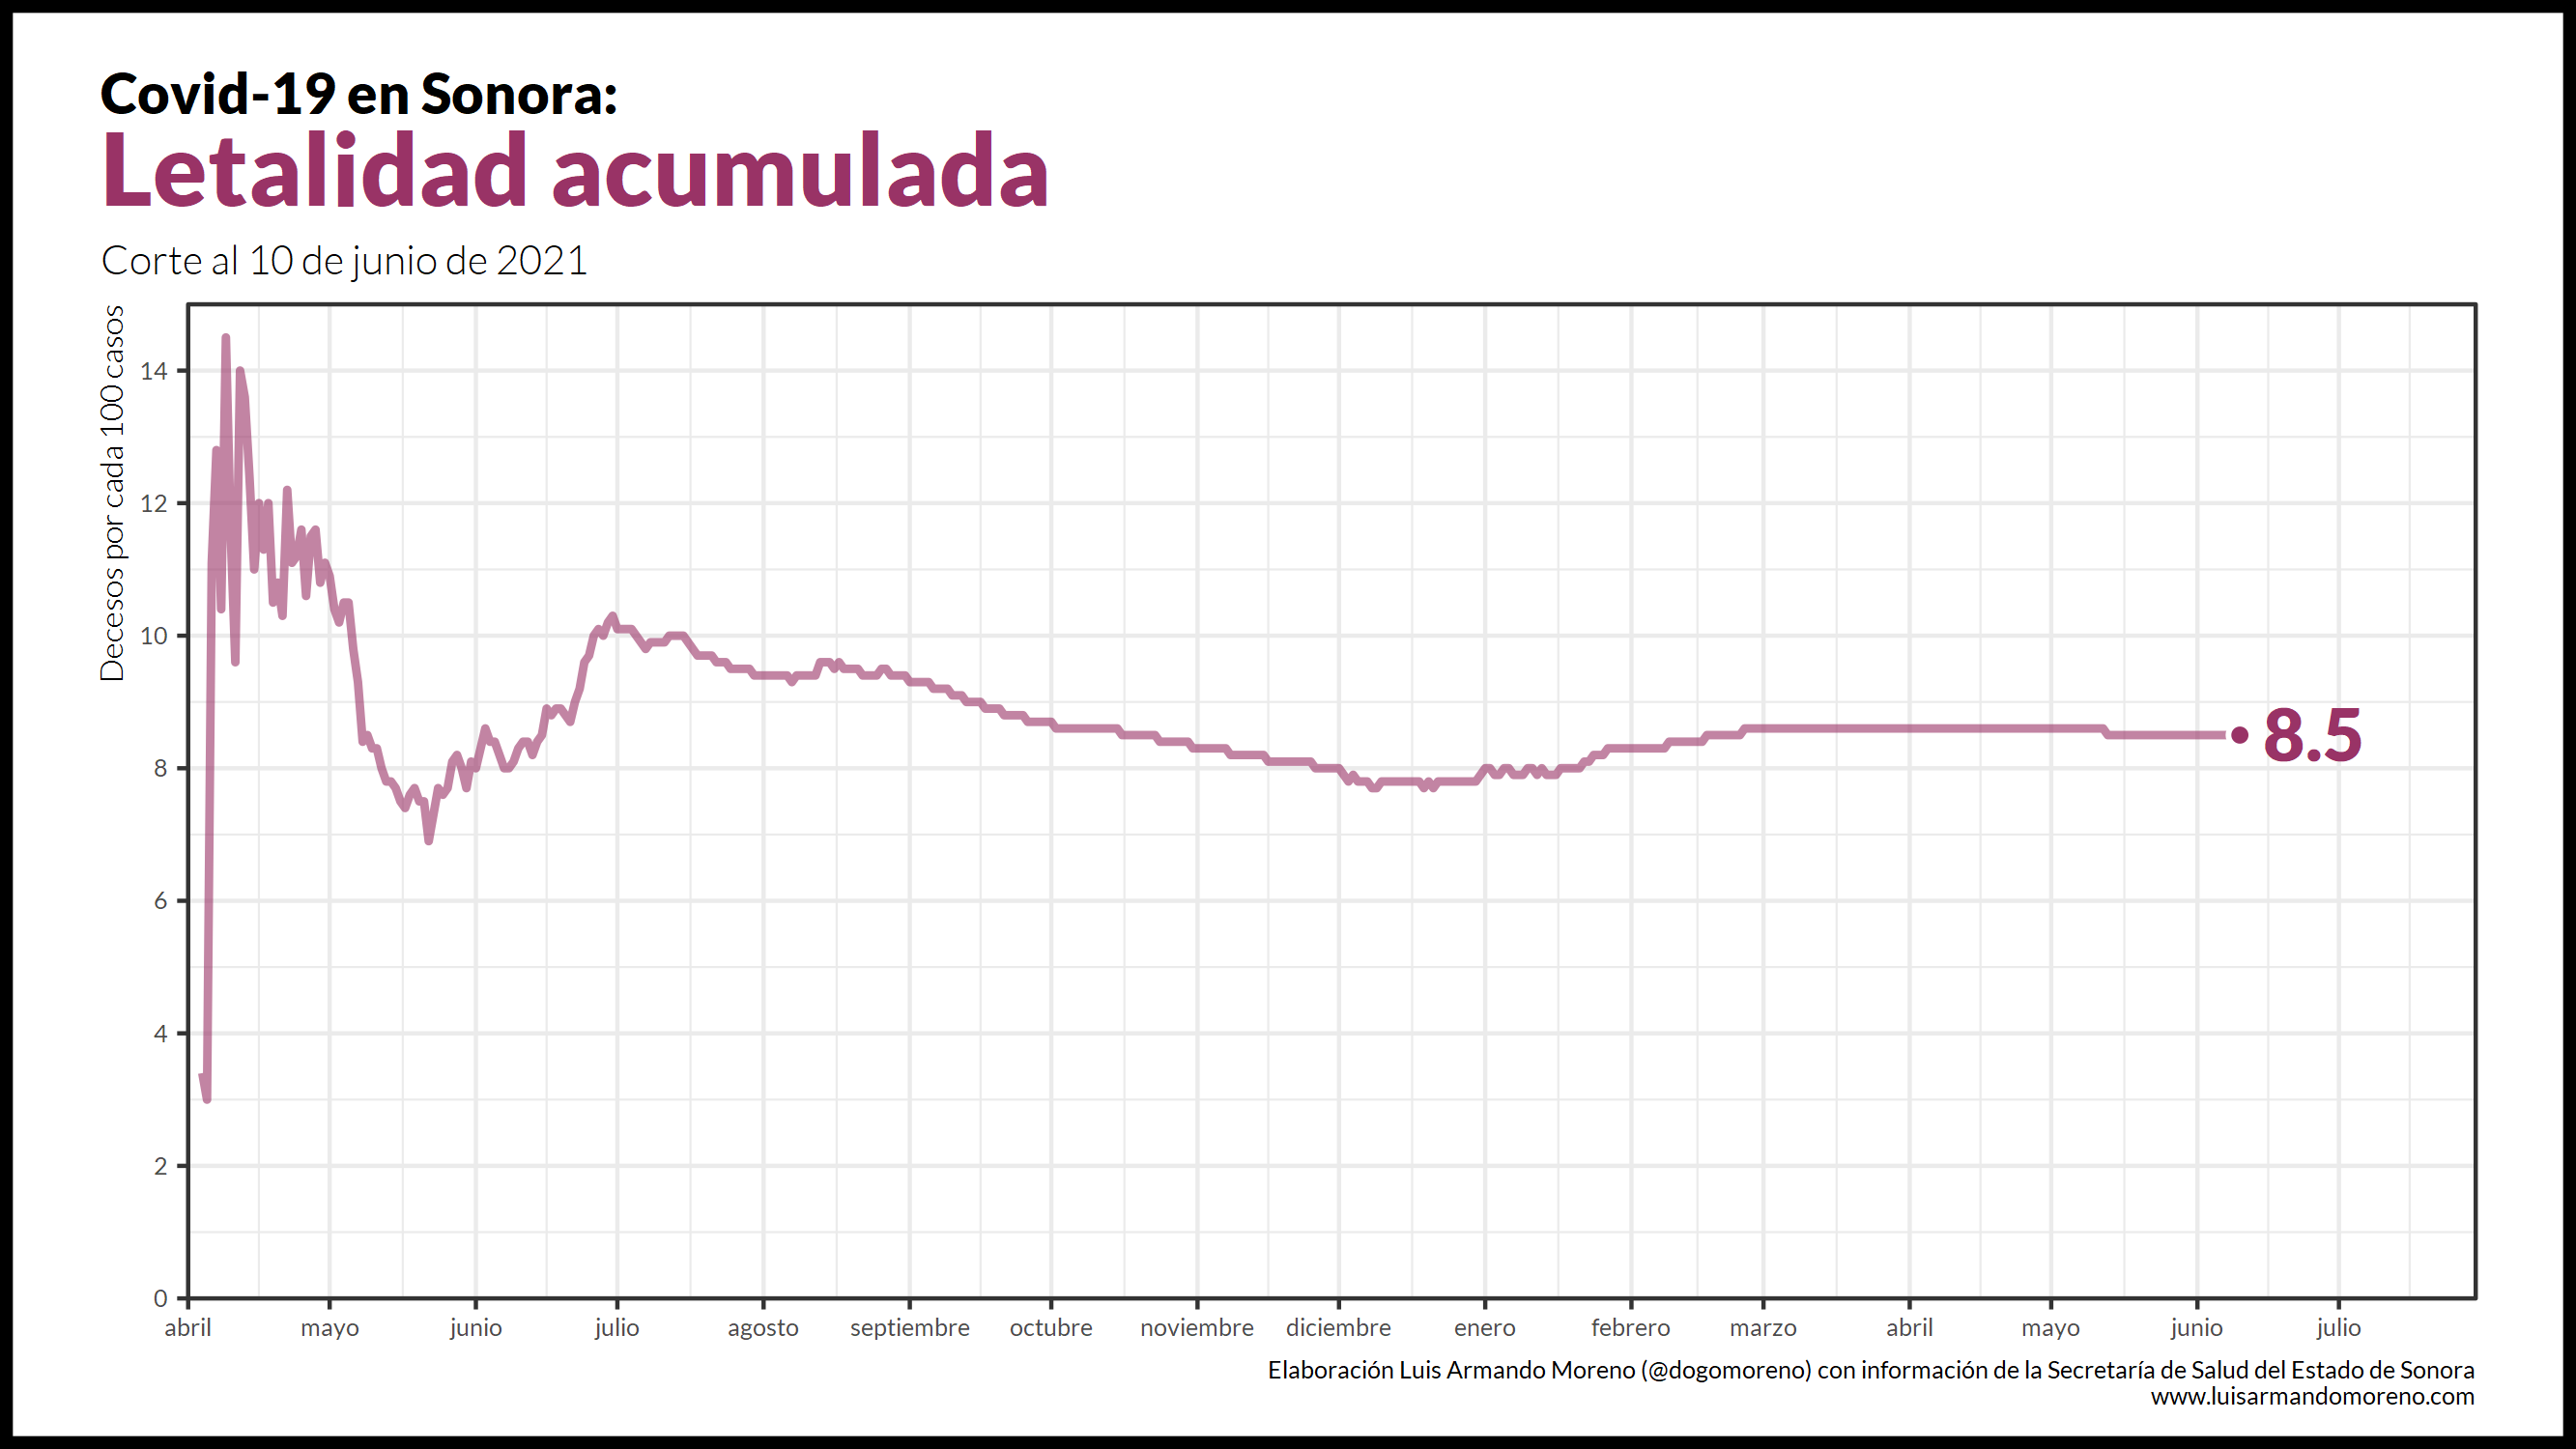 Covid-19 en Sonora:
Letalidad acumulada
Corte al 10 de junio de 2021
Decesos por cada 100 casos
14
12
10
8
6
4
2
0
8.5
abril mayo junio julio agosto septiembre octubre noviembre diciembre enero febrero marzo abril mayo junio julio
Elaboración Luis Armando Moreno (@dogomoreno) con información de la Secretaría de Salud del Estado de Sonora
www.luisarmandomoreno.com